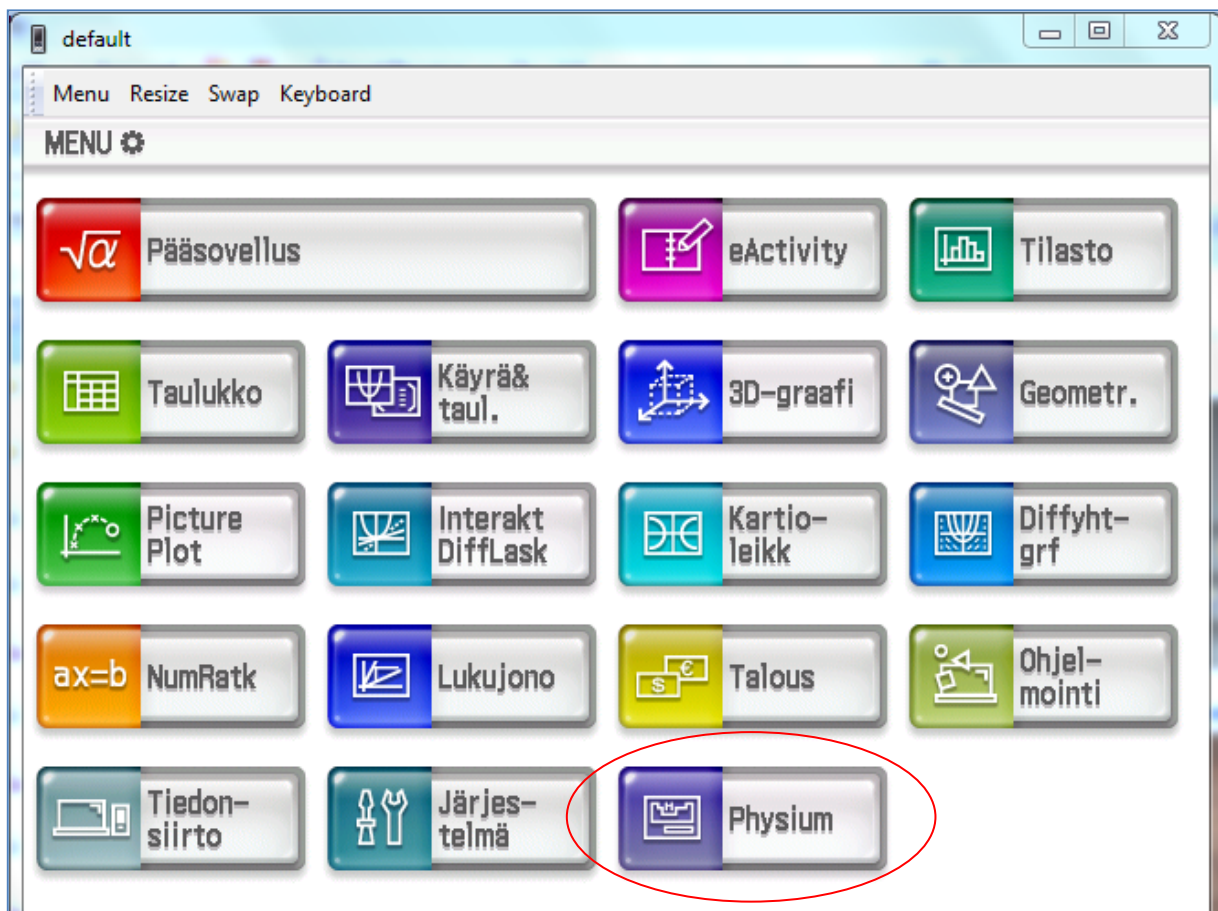 default
Menu Resize Swap Keyboard
MENU
√α Pääsovellus
eActivity
Tilasto
Taulukko
Käyrä&
taul.
3D-graafi
Geometr.
Picture
Plot
Interakt
DiffLask
Kartio-
leikk
Diffyht-
grf
ax=b NumRatk
Lukujono
$ € Talous
Ohjel-
mointi
Tiedon-
siirto
Järjes-
telmä
Physium